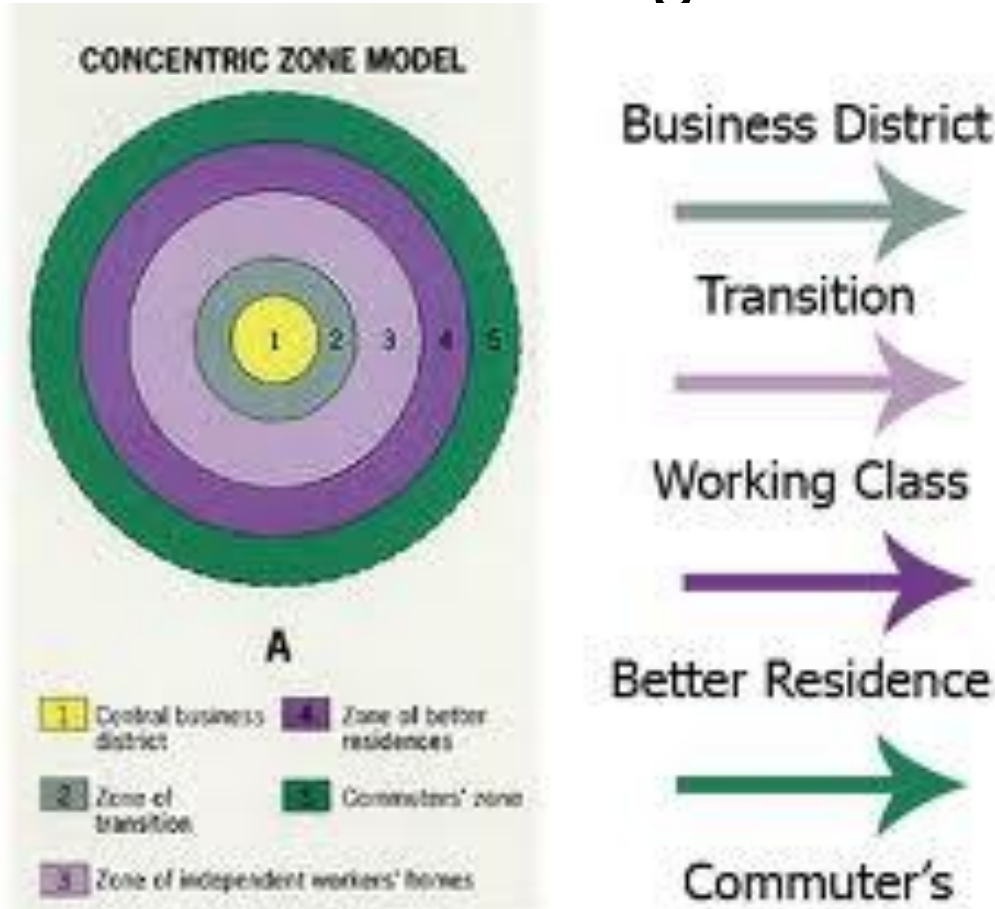 CONCENTRIC ZONE MODEL
1 2 3 4 5
A
1 Central business
district
2 Zone of
transition
3 Zone of independent workers' homes
4 Zone of better
residences
5 Commuters' zone
Business District
Transition
Working Class
Better Residence
Commuter's